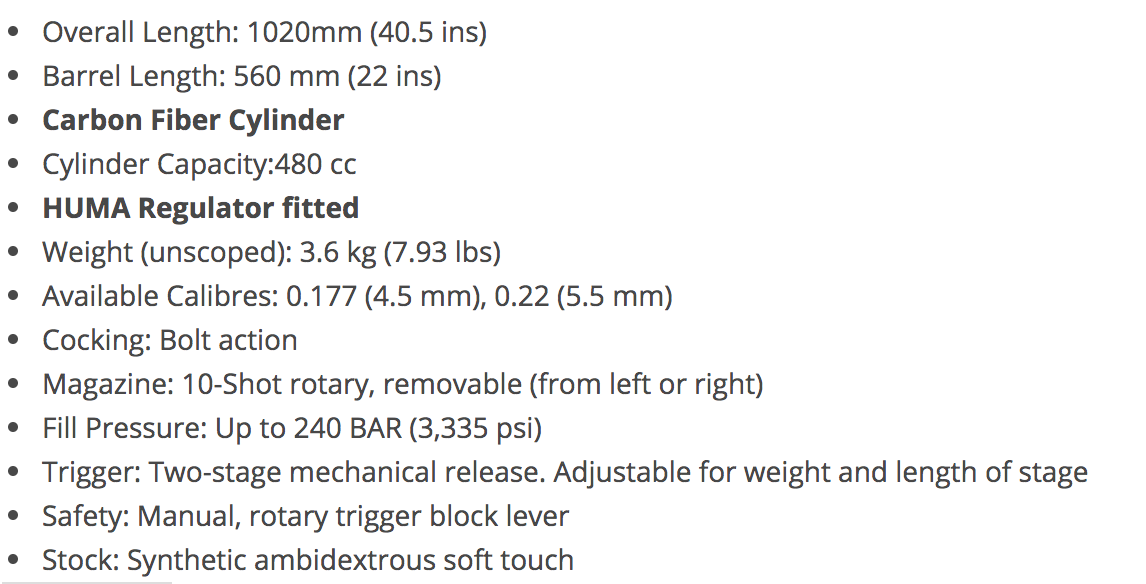 • Overall Length: 1020mm (40.5 ins)
• Barrel Length: 560 mm (22 ins)
• Carbon Fiber Cylinder
• Cylinder Capacity:480 cc
• HUMA Regulator fitted
• Weight (unscoped): 3.6 kg (7.93 lbs)
• Available Calibres: 0.177 (4.5 mm), 0.22 (5.5 mm)
• Cocking: Bolt action
• Magazine: 10-Shot rotary, removable (from left or right)
• Fill Pressure: Up to 240 BAR (3,335 psi)
• Trigger: Two-stage mechanical release. Adjustable for weight and length of stage
• Safety: Manual, rotary trigger block lever
• Stock: Synthetic ambidextrous soft touch